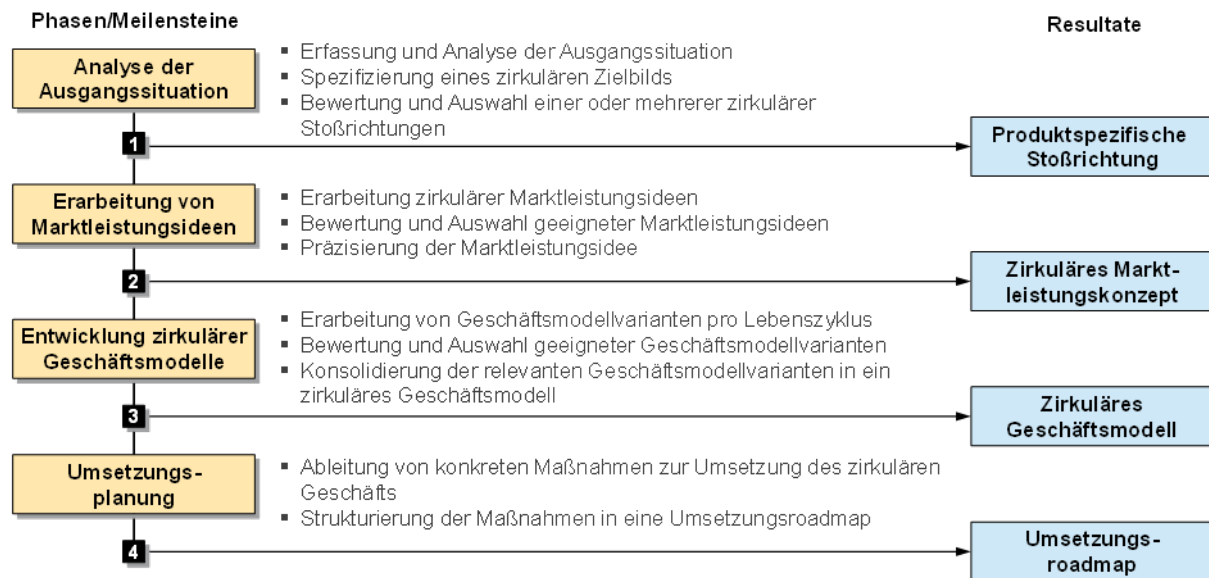 Phasen/Meilensteine
Resultate
Analyse der
Ausgangssituation
▪ Erfassung und Analyse der Ausgangssituation
▪ Spezifizierung eines zirkulären Zielbilds
▪ Bewertung und Auswahl einer oder mehrerer zirkulärer
Stoßrichtungen
1
Produktspezifische
Stoßrichtung
Erarbeitung von
Marktleistungsideen
▪ Erarbeitung zirkulärer Marktleistungsideen
▪ Bewertung und Auswahl geeigneter Marktleistungsideen
▪ Präzisierung der Marktleistungsidee
2
Zirkuläres Markt-
leistungskonzept
Entwicklung zirkulärer
Geschäftsmodelle
▪ Erarbeitung von Geschäftsmodellvarianten pro Lebenszyklus
▪ Bewertung und Auswahl geeigneter Geschäftsmodellvarianten
▪ Konsolidierung der relevanten Geschäftsmodellvarianten in ein
zirkuläres Geschäftsmodell
3
Zirkuläres
Geschäftsmodell
Umsetzungs-
planung
▪ Ableitung von konkreten Maßnahmen zur Umsetzung des zirkulären
Geschäfts
▪ Strukturierung der Maßnahmen in eine Umsetzungsroadmap
4
Umsetzungs-
roadmap